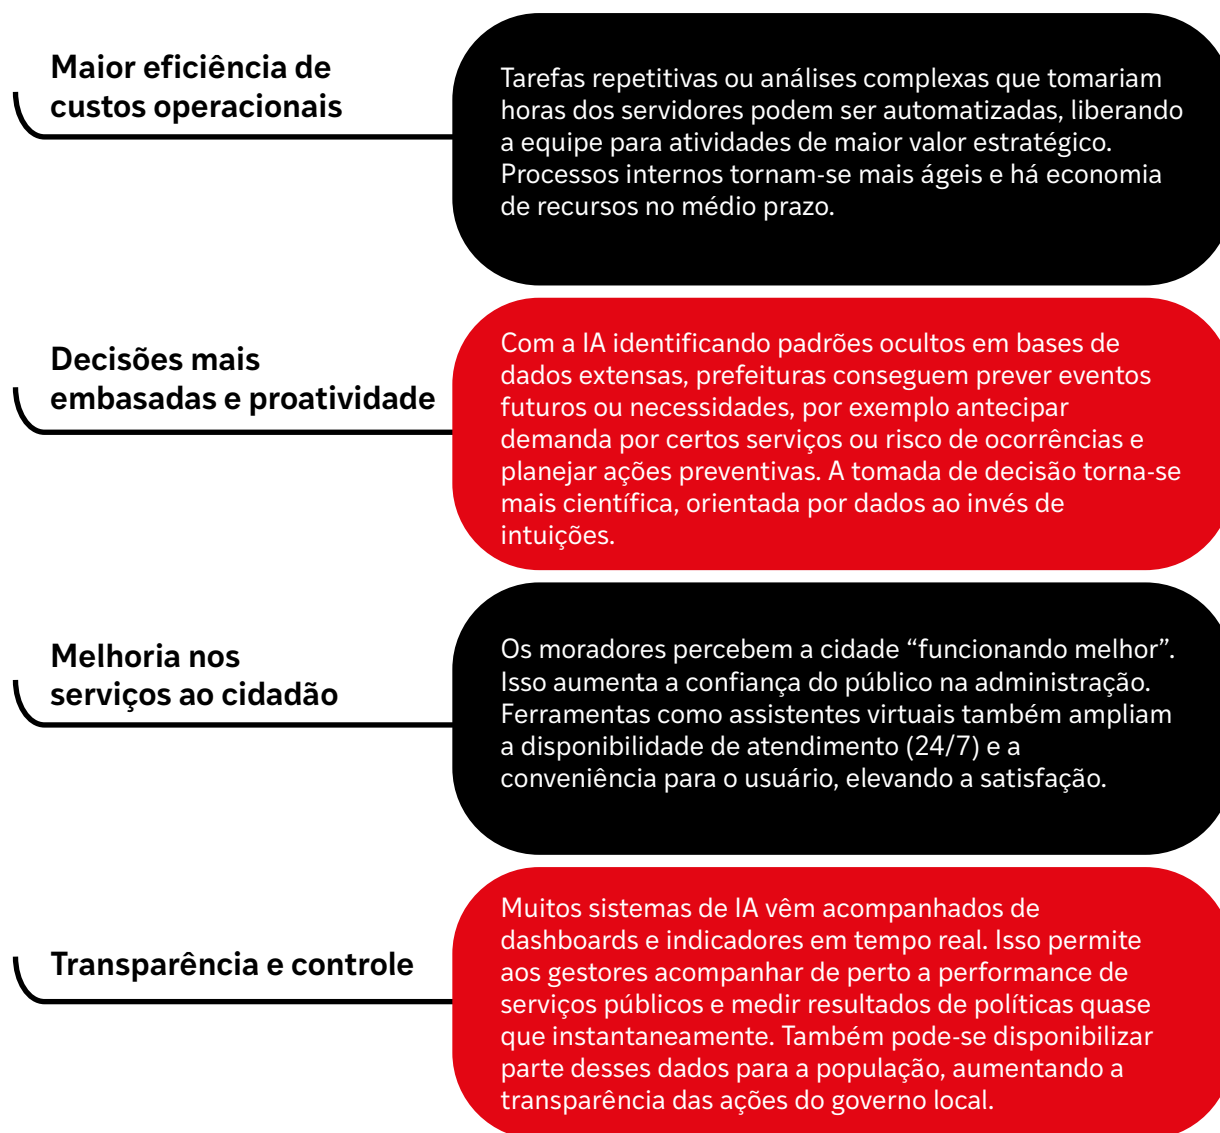 Maior eficiência de
custos operacionais
Tarefas repetitivas ou análises complexas que tomariam
horas dos servidores podem ser automatizadas, liberando
a equipe para atividades de maior valor estratégico.
Processos internos tornam-se mais ágeis e há economia
de recursos no médio prazo.
Decisões mais
embasadas e proatividade
Com a IA identificando padrões ocultos em bases de
dados extensas, prefeituras conseguem prever eventos
futuros ou necessidades, por exemplo antecipar
demanda por certos serviços ou risco de ocorrências e
planejar ações preventivas. A tomada de decisão torna-se
mais científica, orientada por dados ao invés de
intuições.
Melhoria nos
serviços ao cidadão
Os moradores percebem a cidade “funcionando melhor”.
Isso aumenta a confiança do público na administração.
Ferramentas como assistentes virtuais também ampliam
a disponibilidade de atendimento (24/7) e a
conveniência para o usuário, elevando a satisfação.
Transparência e controle
Muitos sistemas de IA vêm acompanhados de
dashboards e indicadores em tempo real. Isso permite
aos gestores acompanhar de perto a performance de
serviços públicos e medir resultados de políticas quase
que instantaneamente. Também pode-se disponibilizar
parte desses dados para a população, aumentando a
transparência das ações do governo local.